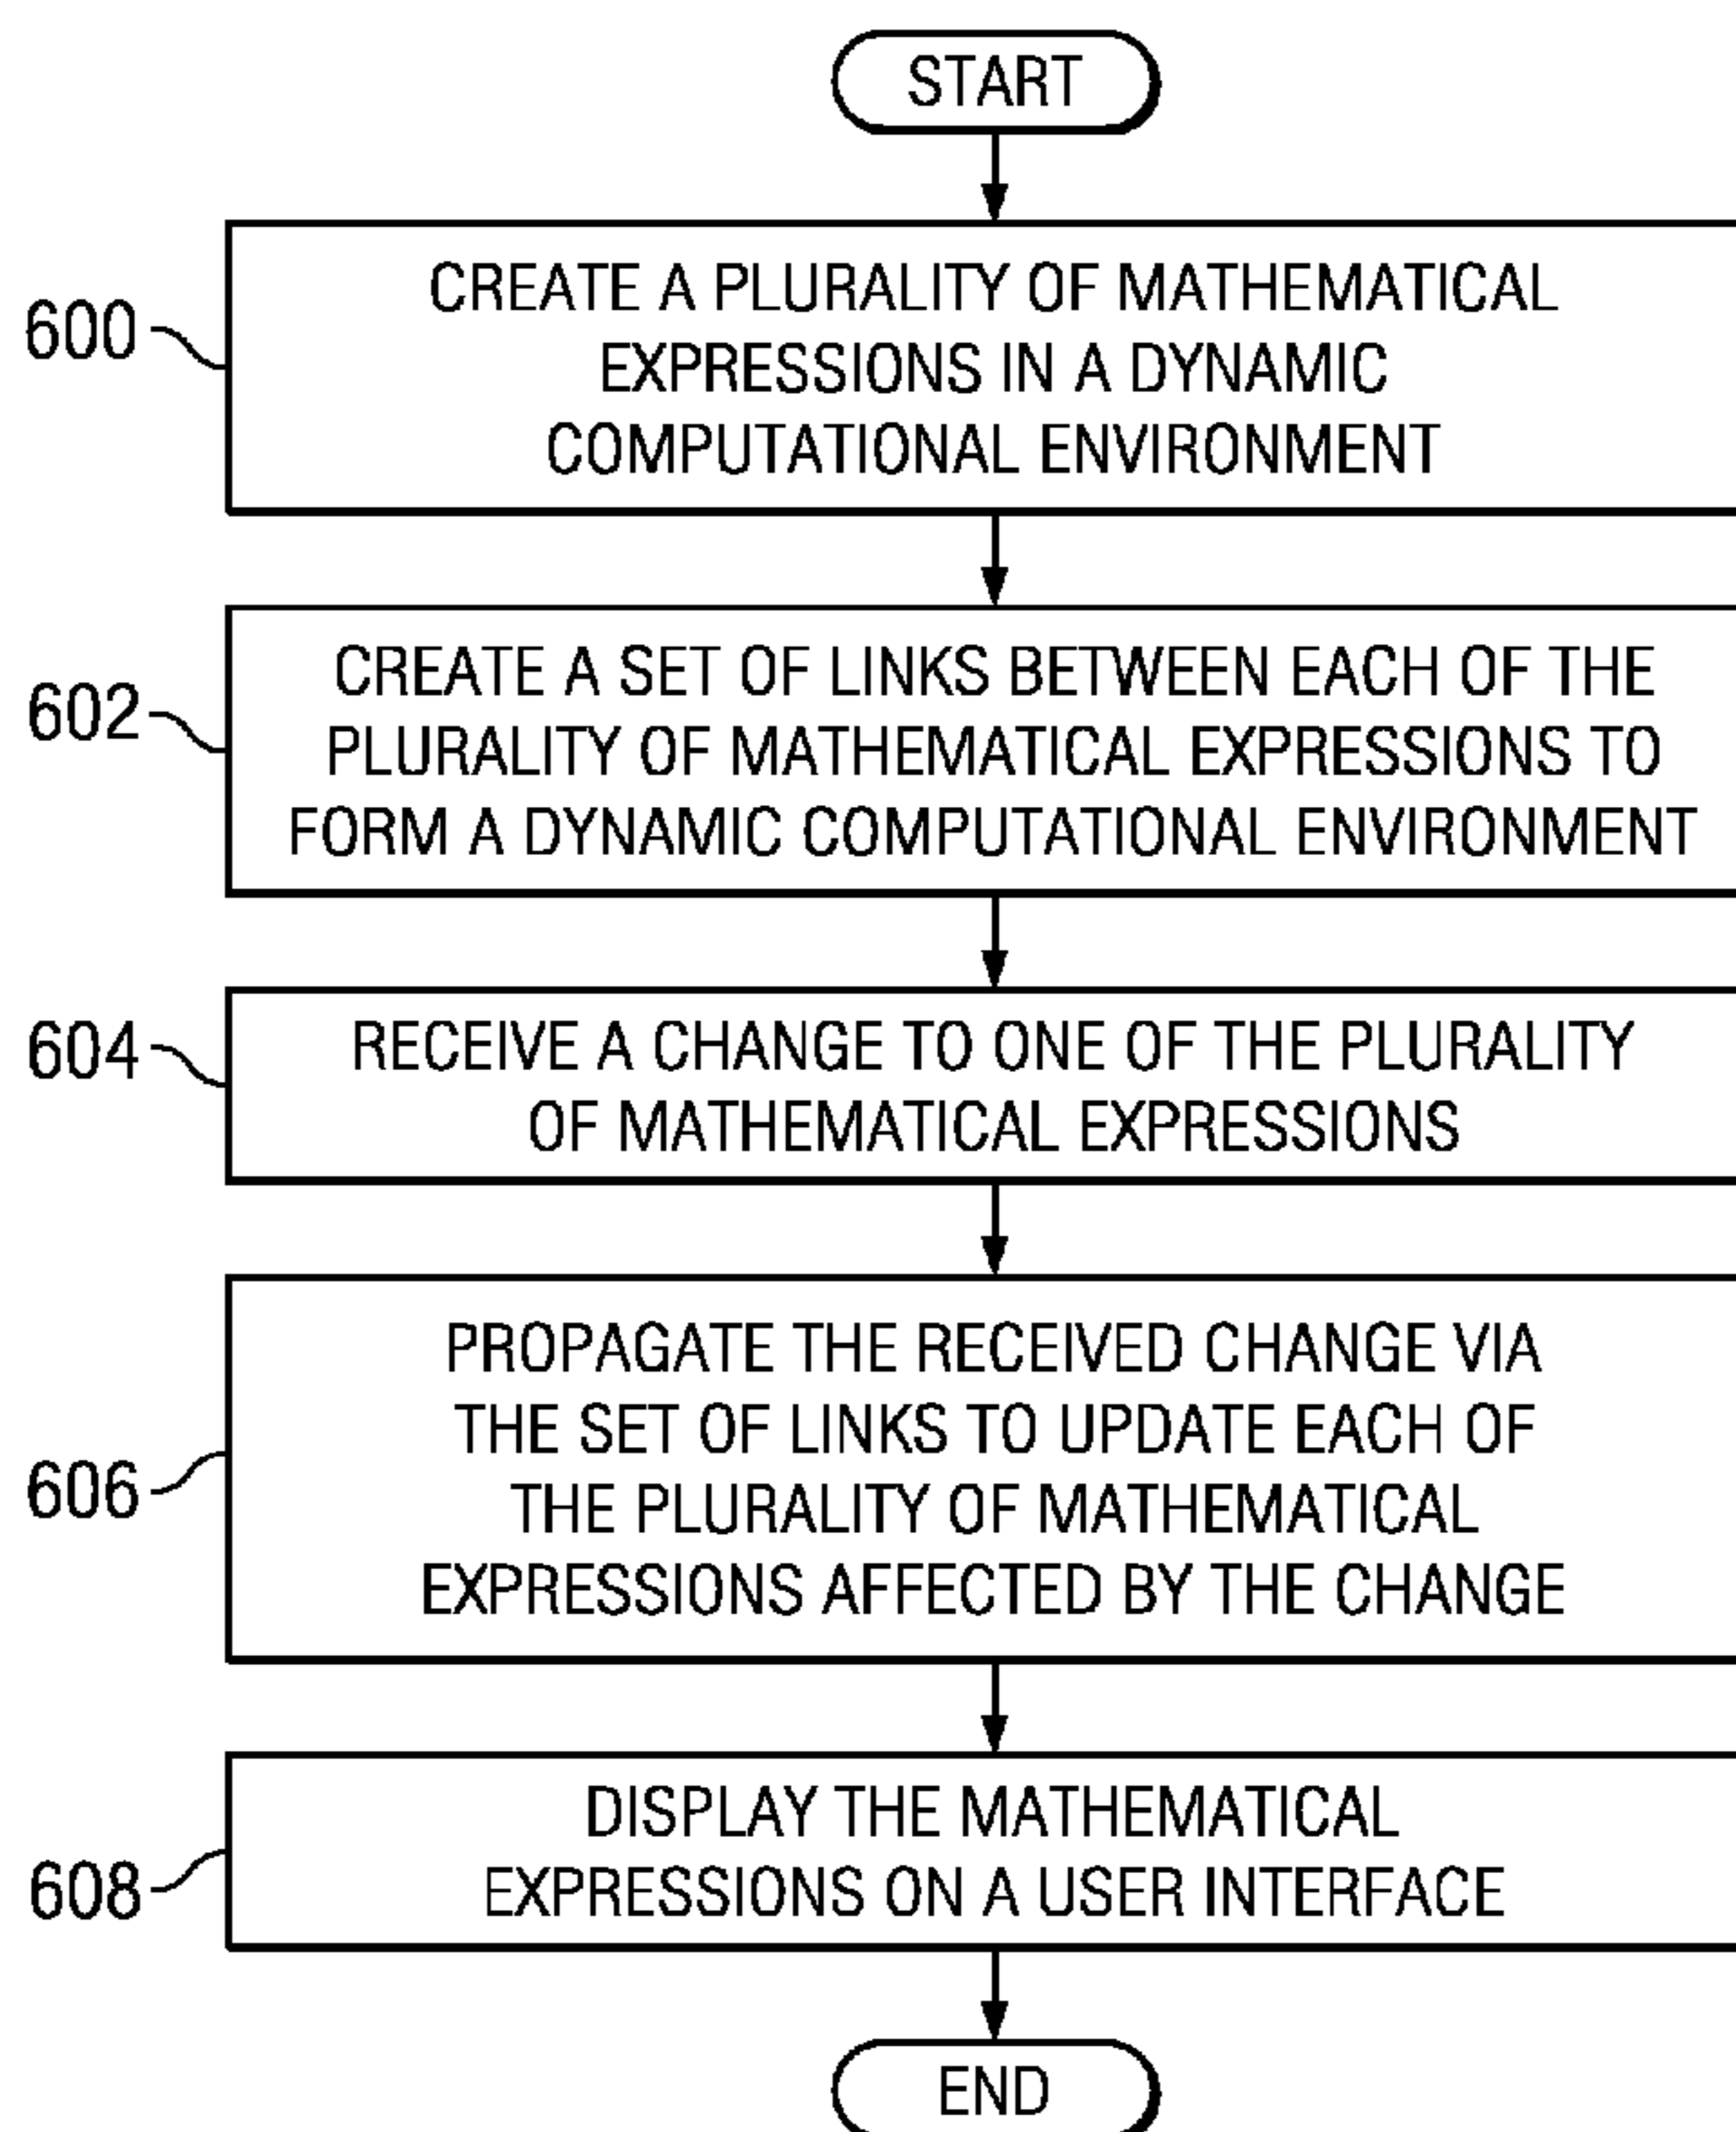 START
600
CREATE A PLURALITY OF MATHEMATICAL
EXPRESSIONS IN A DYNAMIC
COMPUTATIONAL ENVIRONMENT
602
CREATE A SET OF LINKS BETWEEN EACH OF THE
PLURALITY OF MATHEMATICAL EXPRESSIONS TO
FORM A DYNAMIC COMPUTATIONAL ENVIRONMENT
604
RECEIVE A CHANGE TO ONE OF THE PLURALITY
OF MATHEMATICAL EXPRESSIONS
606
PROPAGATE THE RECEIVED CHANGE VIA
THE SET OF LINKS TO UPDATE EACH OF
THE PLURALITY OF MATHEMATICAL
EXPRESSIONS AFFECTED BY THE CHANGE
608
DISPLAY THE MATHEMATICAL
EXPRESSIONS ON A USER INTERFACE
END